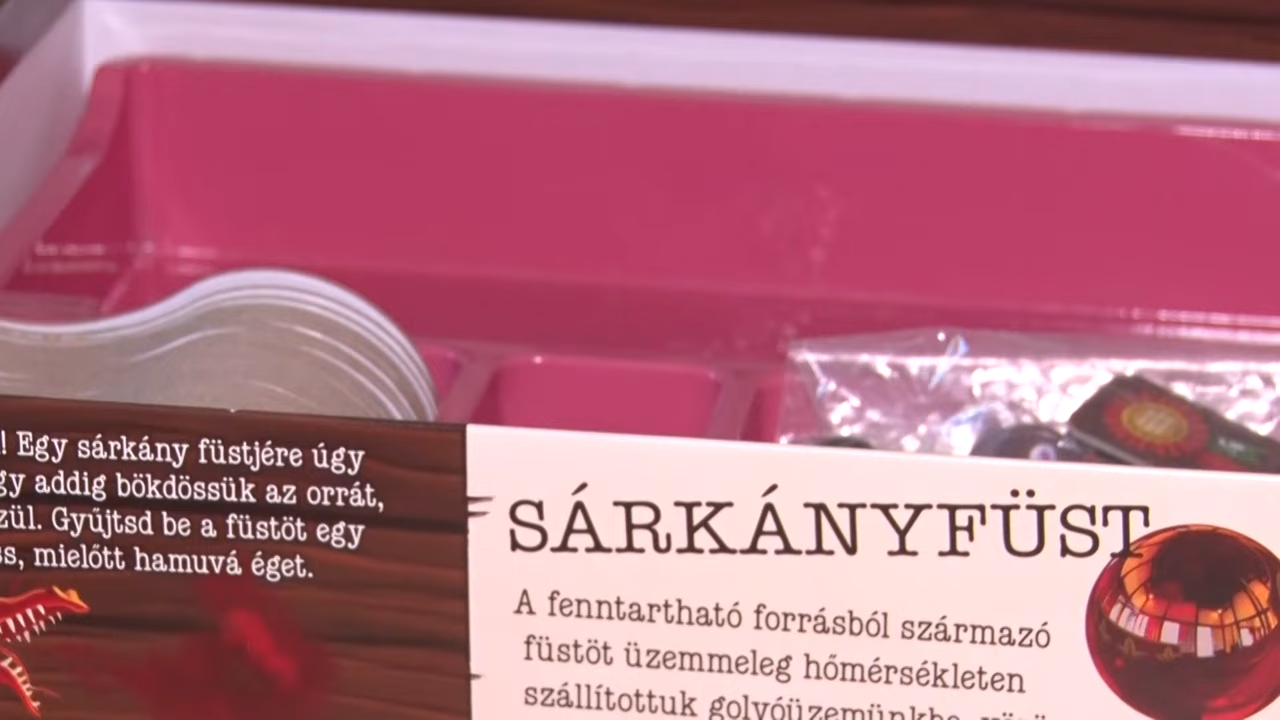 ! Egy sárkány füstjére úgy
gy addig bökdössük az orrát,
zül. Gyűjtsd be a füstöt egy
ss, mielőtt hamuvá éget.
SÁRKÁNYFÜST
A fenntartható forrásból származó
füstöt üzemmeleg hőmérsékleten
szállítottuk golyóüzemünkbe,